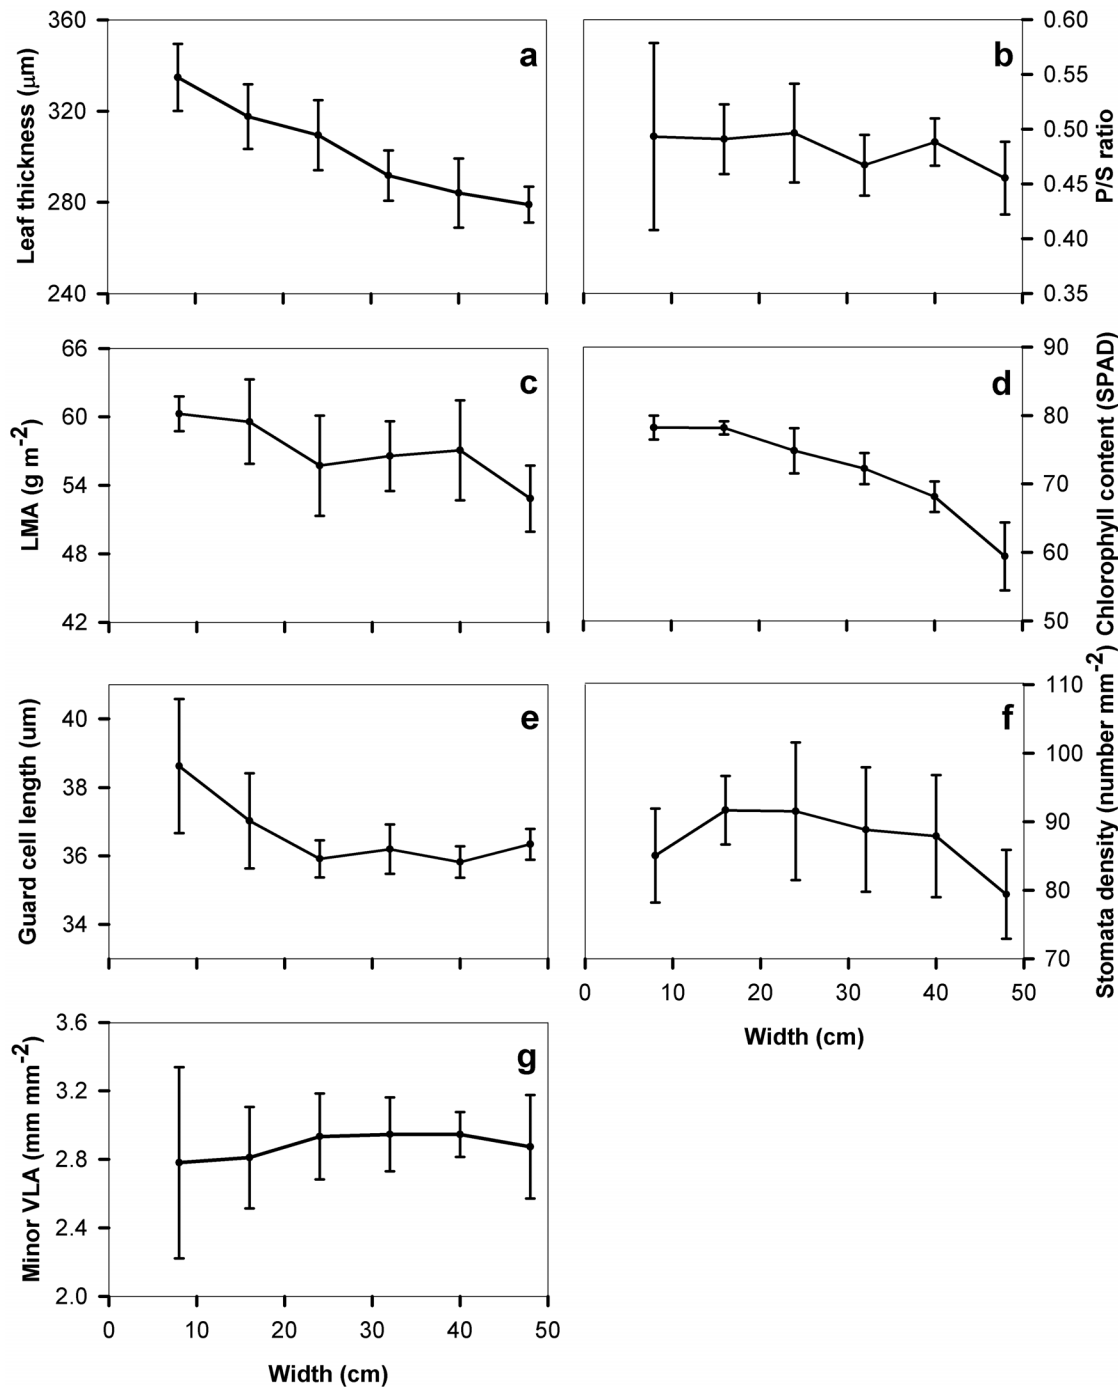 a
Leaf thickness (μm)
360
320
280
240
b
P/S ratio
0.60
0.55
0.50
0.45
0.40
0.35
c
LMA (g m-2)
66
60
54
48
42
d
Chlorophyll content (SPAD)
90
80
70
60
50
e
Guard cell length (um)
40
38
36
34
f
Stomata density (number mm-2)
110
100
90
80
70
0 10 20 30 40 50
Width (cm)
g
Minor VLA (mm mm-2)
3.6
3.2
2.8
2.4
2.0
0 10 20 30 40 50
Width (cm)